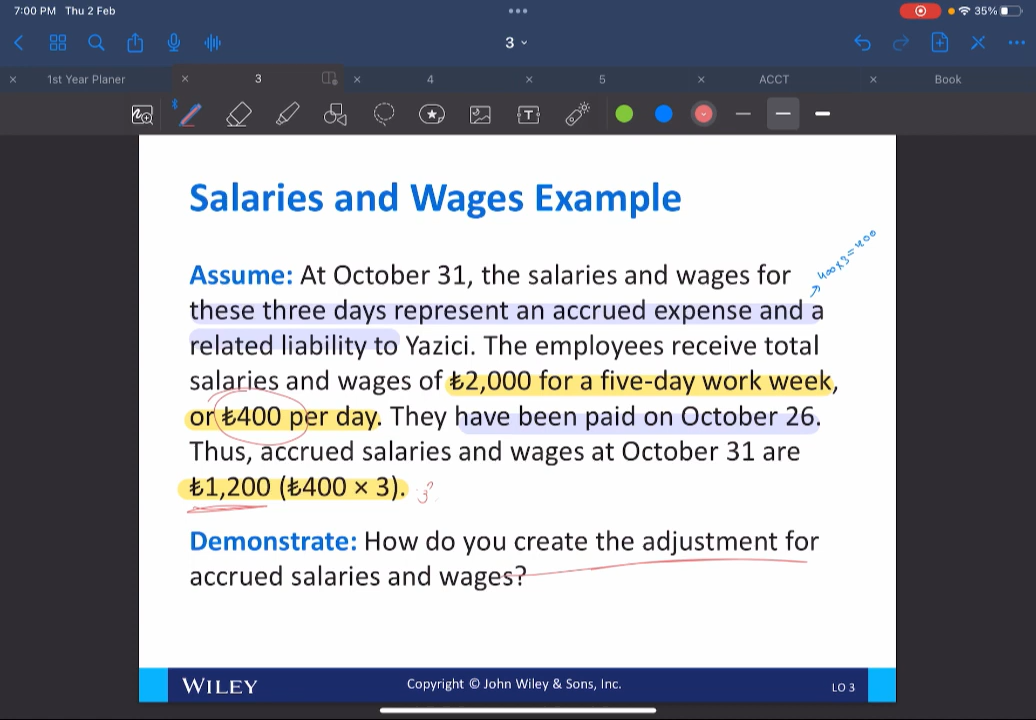 7:00 PM Thu 2 Feb
35%
3
1st Year Planer
3
4
5
ACCT
Book
Salaries and Wages Example
400×3=400
Assume: At October 31, the salaries and wages for
these three days represent an accrued expense and a
related liability to Yazici. The employees receive total
salaries and wages of ₺2,000 for a five-day work week,
or ₺400 per day. They have been paid on October 26.
Thus, accrued salaries and wages at October 31 are
₺1,200 (₺400 × 3).
Demonstrate: How do you create the adjustment for
accrued salaries and wages?
WILEY
Copyright © John Wiley & Sons, Inc.
LO 3